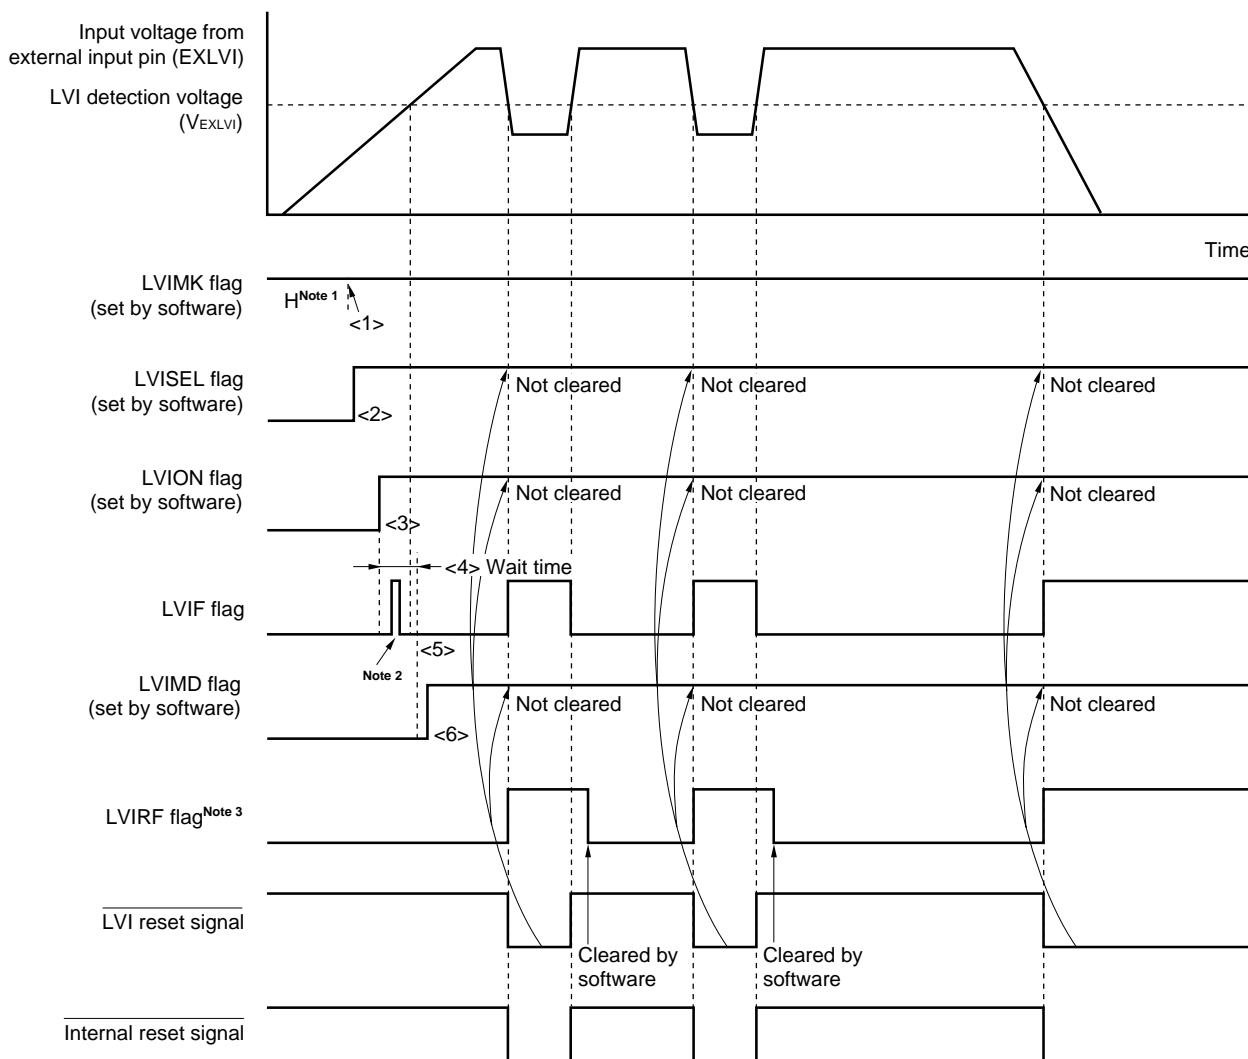 Input voltage from
external input pin (EXLVI)
LVI detection voltage
(VEXLVI)
Time
LVIMK flag
(set by software)
HNote 1
<1>
LVISEL flag
(set by software)
<2>
Not cleared
Not cleared
Not cleared
LVION flag
(set by software)
<3>
Not cleared
Not cleared
Not cleared
<4> Wait time
LVIF flag
Note 2
<5>
LVIMD flag
(set by software)
<6>
Not cleared
Not cleared
Not cleared
LVIRF flagNote 3
LVI reset signal
Cleared by
software
Cleared by
software
Internal reset signal